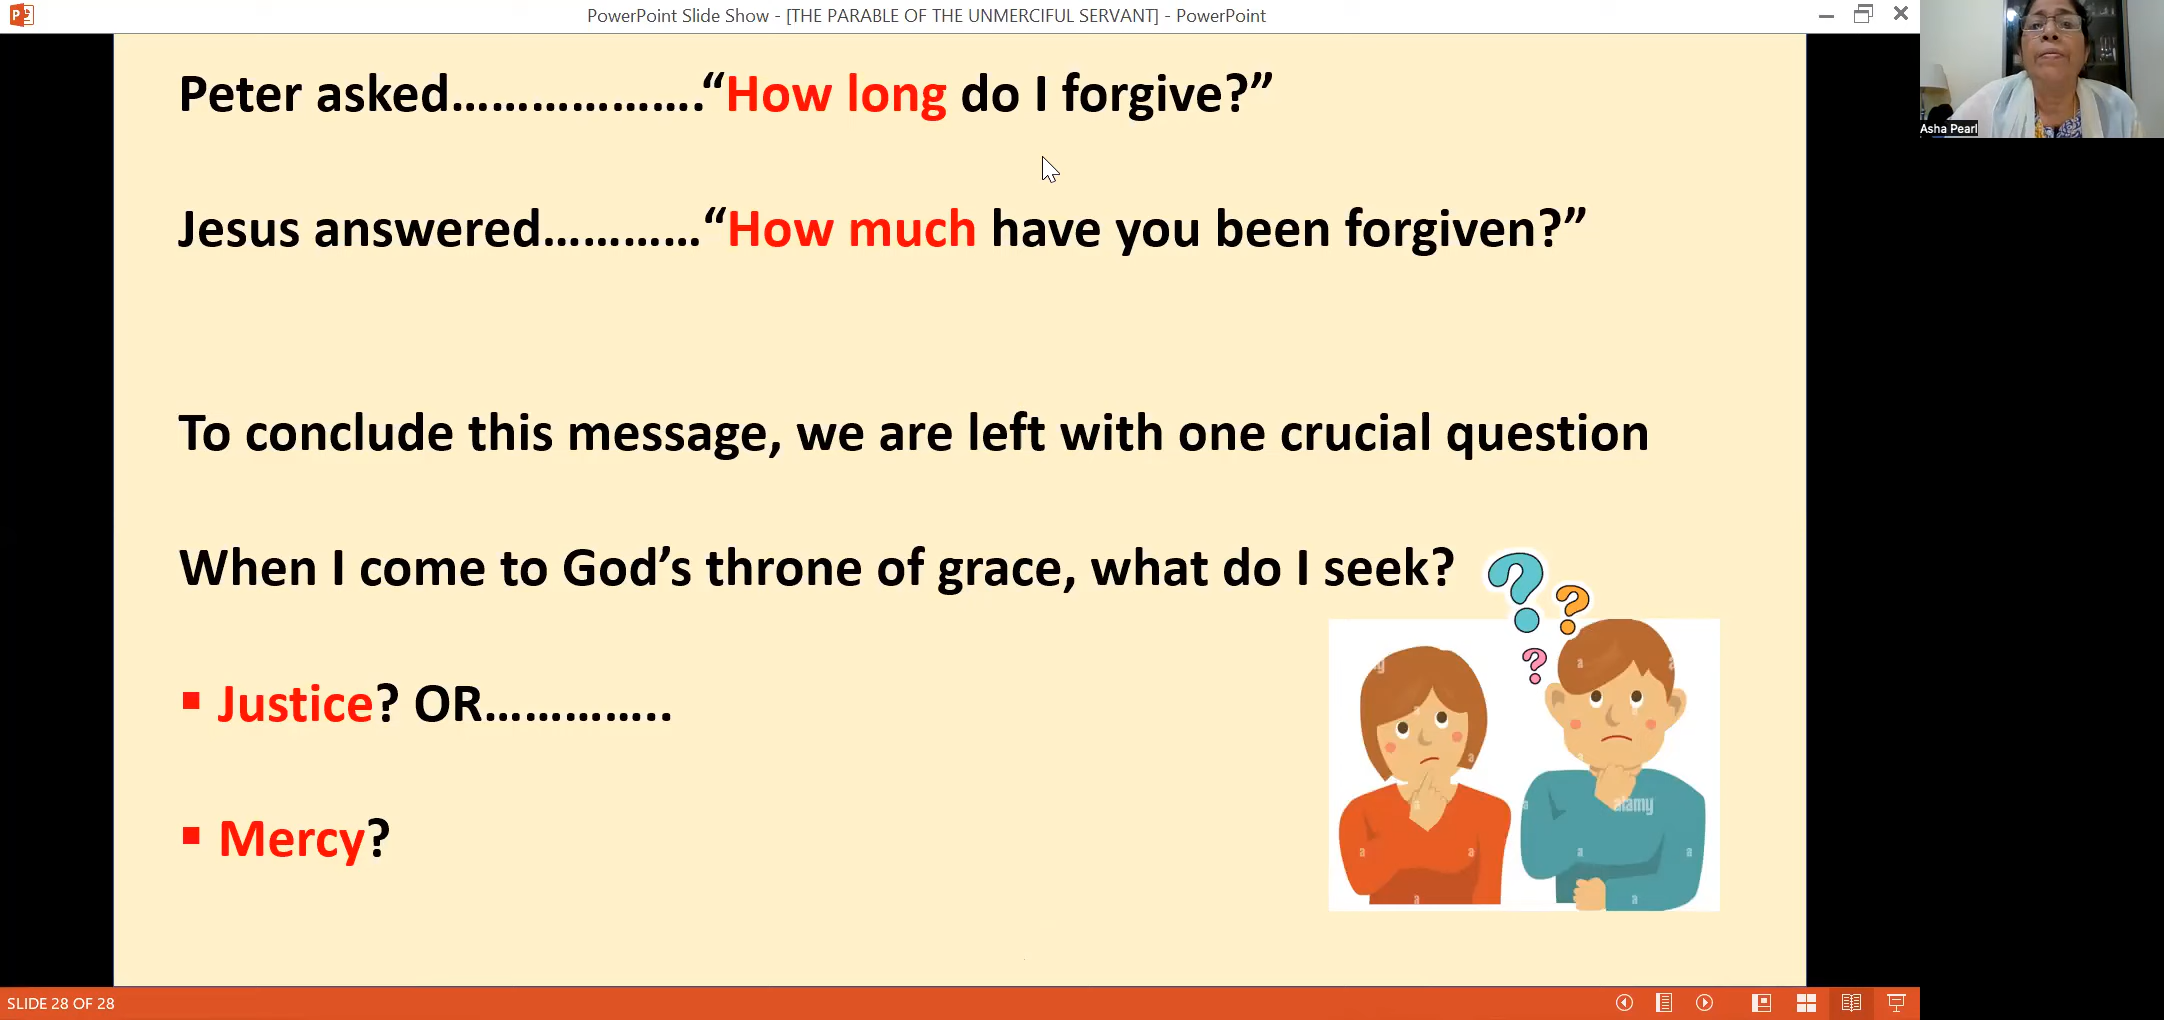 PowerPoint Slide Show - [THE PARABLE OF THE UNMERCIFUL SERVANT] - PowerPoint
Asha Pearl
Peter asked……………….“How long do I forgive?”
Jesus answered…………“How much have you been forgiven?”
To conclude this message, we are left with one crucial question
When I come to God’s throne of grace, what do I seek?
? ? ?
▪ Justice? OR…………..
▪ Mercy?
alamy
SLIDE 28 OF 28